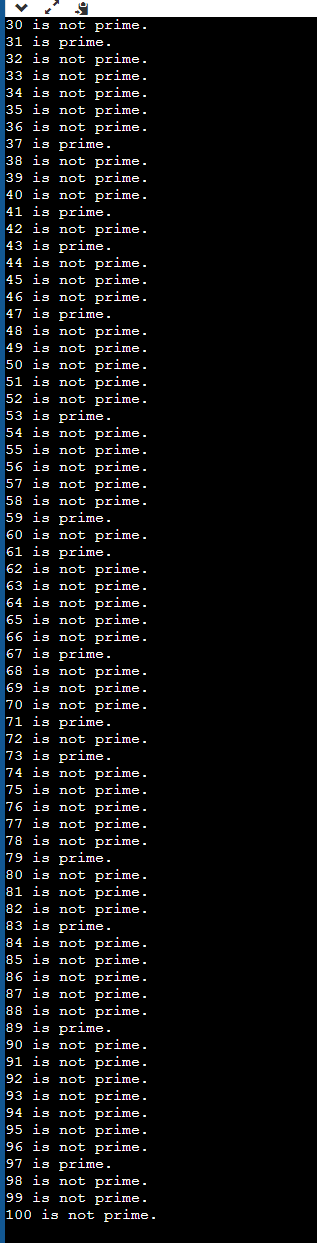 30 is not prime.
31 is prime.
32 is not prime.
33 is not prime.
34 is not prime.
35 is not prime.
36 is not prime.
37 is prime.
38 is not prime.
39 is not prime.
40 is not prime.
41 is prime.
42 is not prime.
43 is prime.
44 is not prime.
45 is not prime.
46 is not prime.
47 is prime.
48 is not prime.
49 is not prime.
50 is not prime.
51 is not prime.
52 is not prime.
53 is prime.
54 is not prime.
55 is not prime.
56 is not prime.
57 is not prime.
58 is not prime.
59 is prime.
60 is not prime.
61 is prime.
62 is not prime.
63 is not prime.
64 is not prime.
65 is not prime.
66 is not prime.
67 is prime.
68 is not prime.
69 is not prime.
70 is not prime.
71 is prime.
72 is not prime.
73 is prime.
74 is not prime.
75 is not prime.
76 is not prime.
77 is not prime.
78 is not prime.
79 is prime.
80 is not prime.
81 is not prime.
82 is not prime.
83 is prime.
84 is not prime.
85 is not prime.
86 is not prime.
87 is not prime.
88 is not prime.
89 is prime.
90 is not prime.
91 is not prime.
92 is not prime.
93 is not prime.
94 is not prime.
95 is not prime.
96 is not prime.
97 is prime.
98 is not prime.
99 is not prime.
100 is not prime.